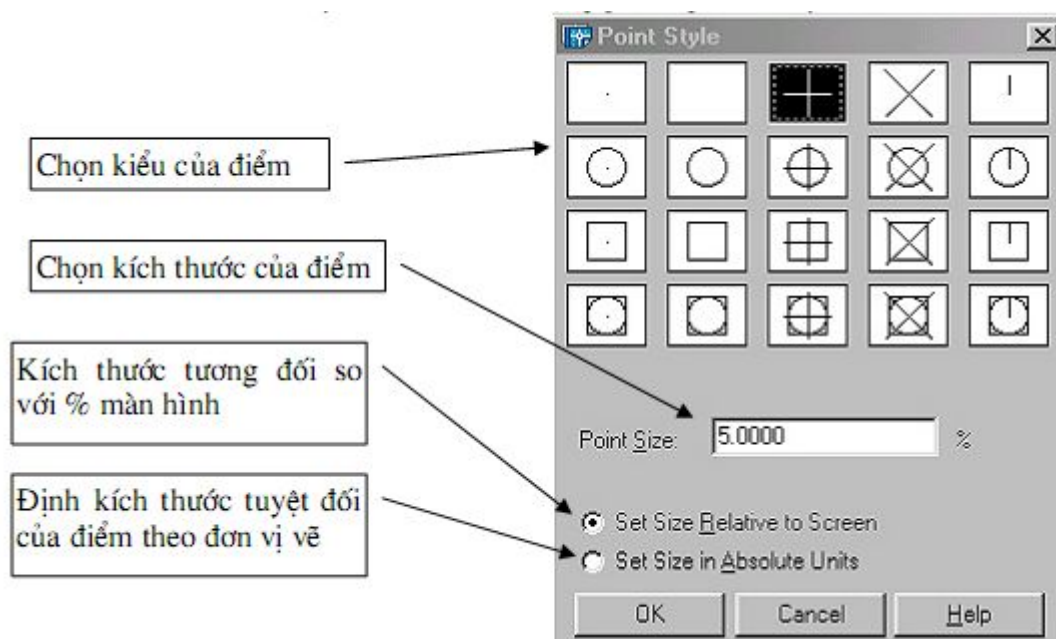 Point Style
Chọn kiểu của điểm
Chọn kích thước của điểm
Kích thước tương đối so
với % màn hình
Point Size: 5.0000 %
Định kích thước tuyệt đối
của điểm theo đơn vị vẽ
Set Size Relative to Screen
Set Size in Absolute Units
OK Cancel Help